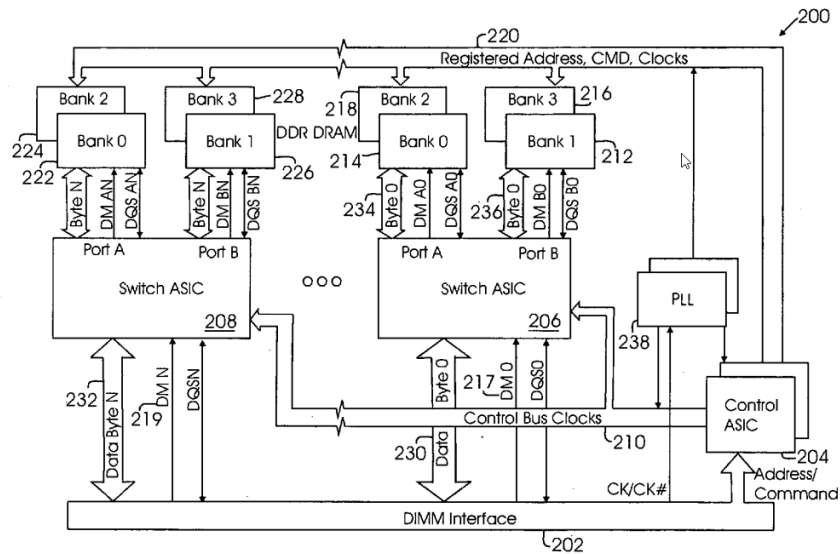 200
220
Registered Address, CMD, Clocks
Bank 2
Bank 3
228
218
Bank 2
Bank 3
216
Bank 0
Bank 1
DDR DRAM
Bank 0
Bank 1
224
222
226
214
212
Byte N
DM AN
DQS AN
Byte N
DM BN
DQS BN
234
Byte 0
DM A0
DQS A0
236
Byte 0
DM B0
DQS B0
Port A
Port B
Port A
Port B
Switch ASIC
208
Switch ASIC
206
PLL
238
232
Data Byte N
219
DM N
DQSN
230
Data
Byte 0
217
DM 0
DQS0
Control Bus Clocks
210
Control
ASIC
204
Address/
Command
CK/CK#
DIMM Interface
202